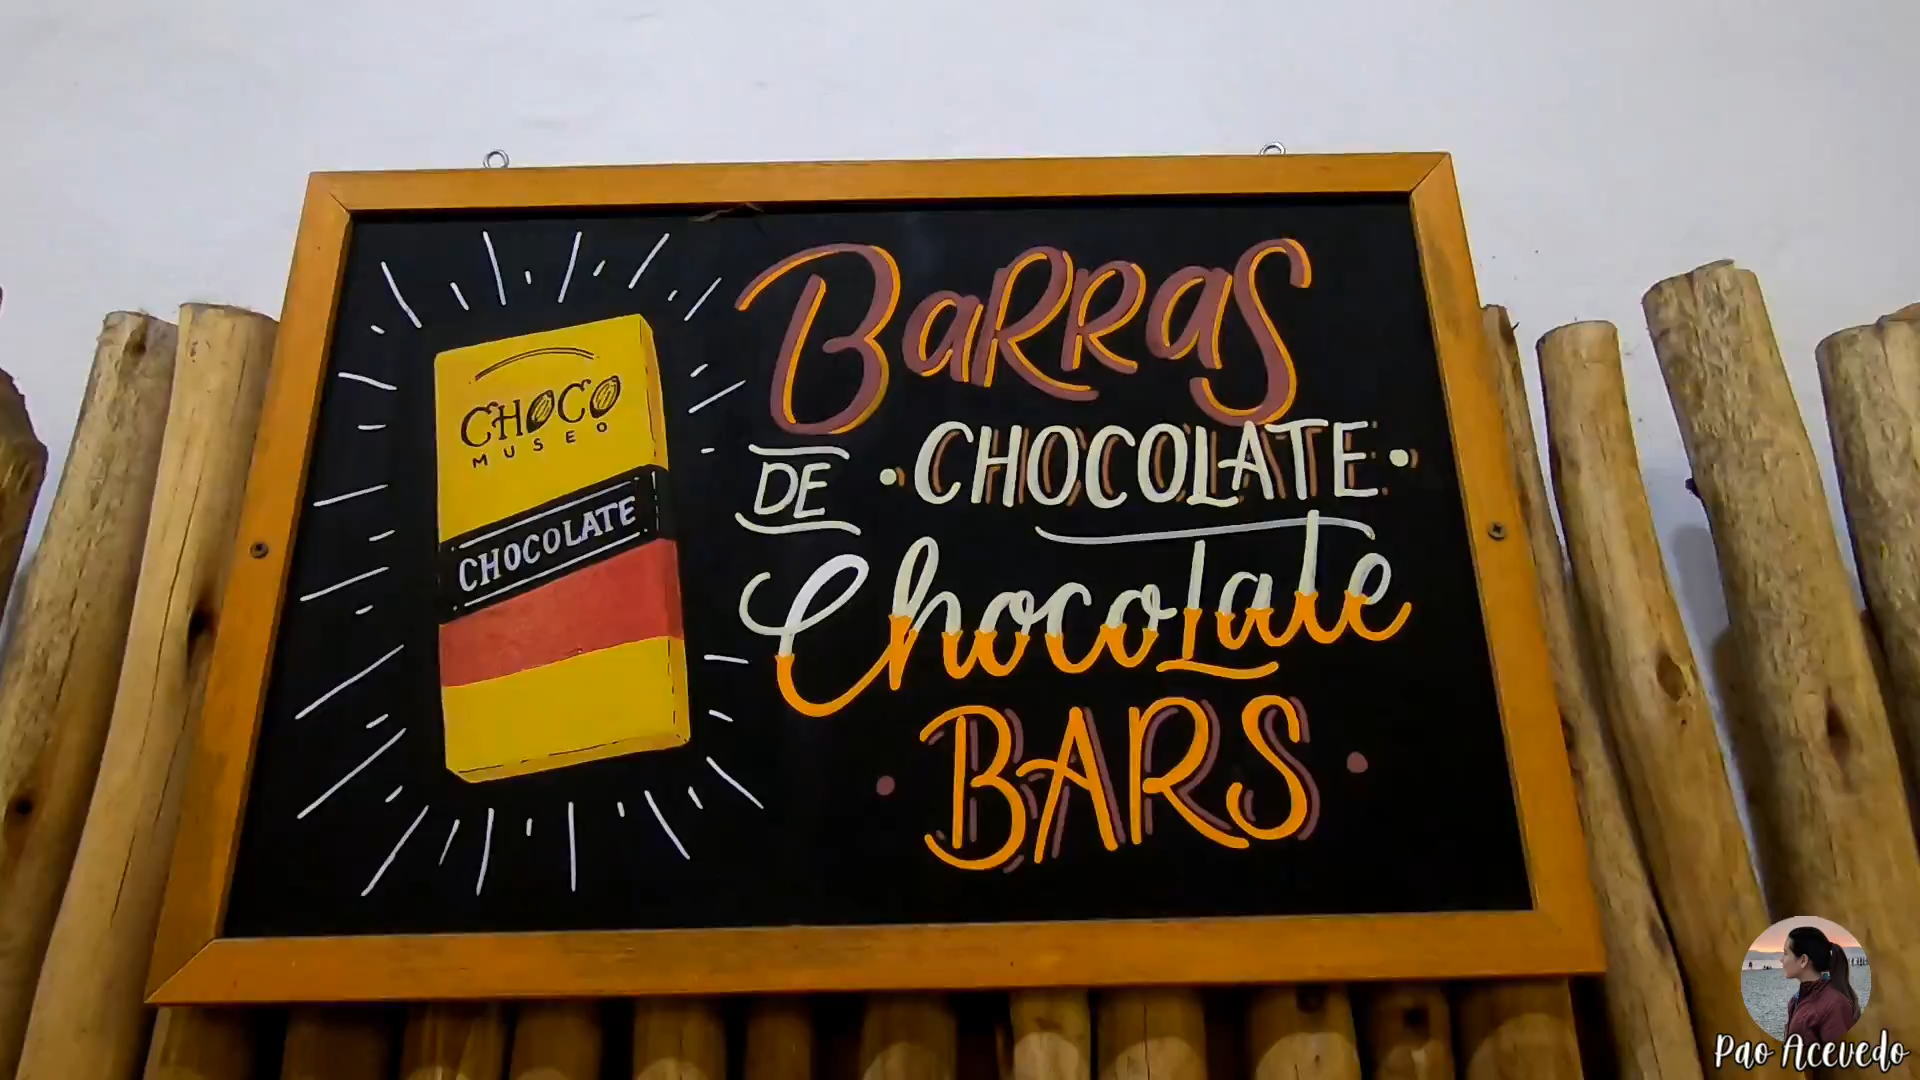 CHOCO
MUSEO
CHOCOLATE
BaRRaS
DE • CHOCOLATE •
Chocolate
• BARS •
Pao Acevedo